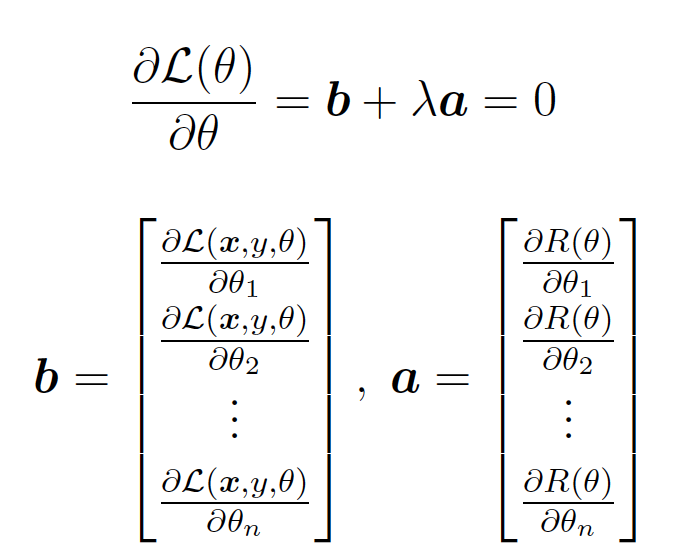 ∂𝓛(θ)/∂θ = 𝒃 + λ𝒂 = 0
𝒃 = [∂𝓛(𝒙,y,θ)/∂θ₁ ∂𝓛(𝒙,y,θ)/∂θ₂ ⋮ ∂𝓛(𝒙,y,θ)/∂θₙ] , 𝒂 = [∂R(θ)/∂θ₁ ∂R(θ)/∂θ₂ ⋮ ∂R(θ)/∂θₙ]